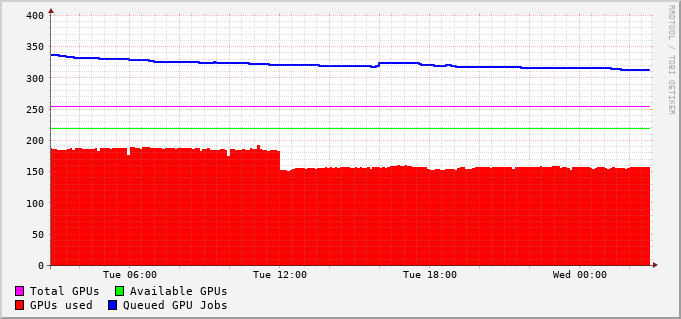 400
350
300
250
200
150
100
50
0
Tue 06:00 Tue 12:00 Tue 18:00 Wed 00:00
Total GPUs Available GPUs
GPUs used Queued GPU Jobs
RRDTOOL / TOBI OETIKER